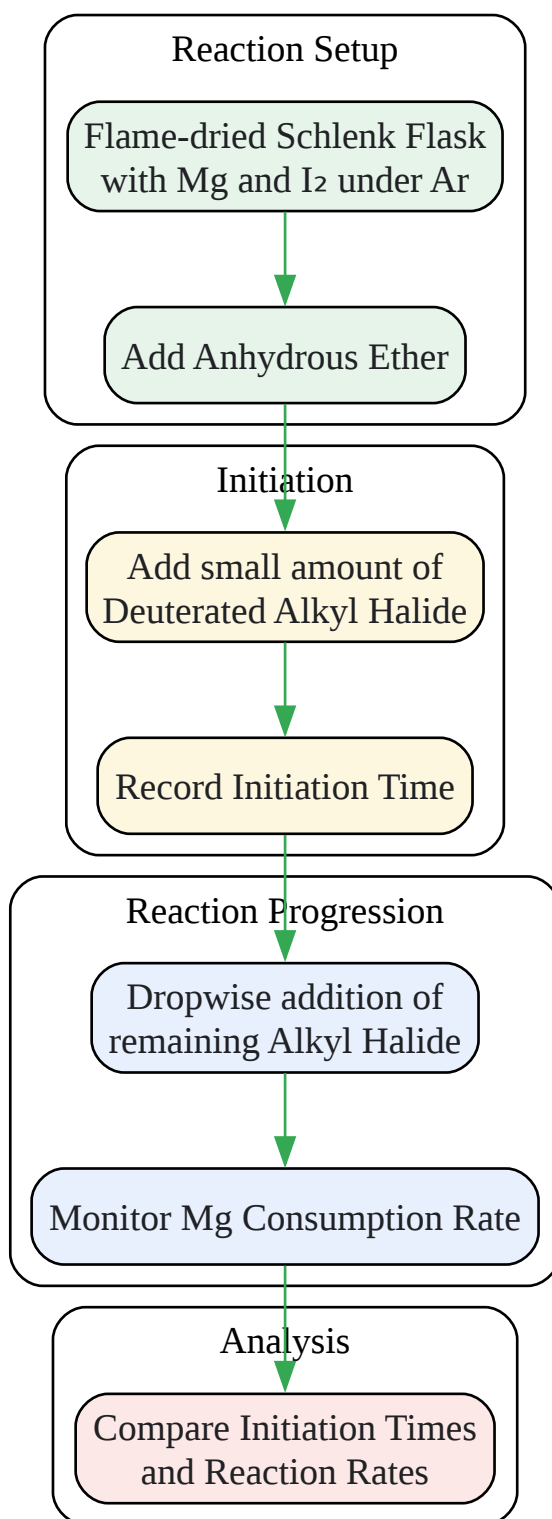 Reaction Setup
Flame-dried Schlenk Flask
with Mg and I₂ under Ar
Add Anhydrous Ether
Initiation
Add small amount of
Deuterated Alkyl Halide
Record Initiation Time
Reaction Progression
Dropwise addition of
remaining Alkyl Halide
Monitor Mg Consumption Rate
Analysis
Compare Initiation Times
and Reaction Rates